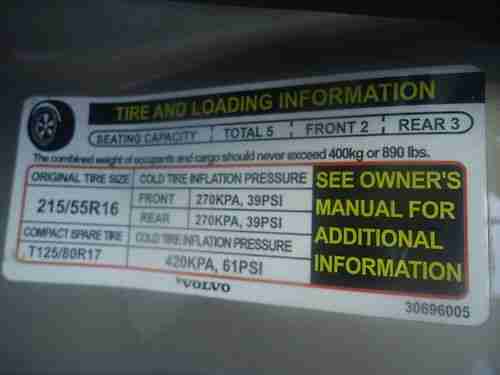 TIRE AND LOADING INFORMATION
SEATING CAPACITY TOTAL 5 FRONT 2 REAR 3
The combined weight of occupants and cargo should never exceed 400kg or 890 lbs.
ORIGINAL TIRE SIZE COLD TIRE INFLATION PRESSURE
215/55R16
FRONT 270KPA, 39PSI
REAR 270KPA, 39PSI
COMPACT SPARE TIRE COLD TIRE INFLATION PRESSURE
T125/80R17 420KPA, 61PSI
SEE OWNER'S
MANUAL FOR
ADDITIONAL
INFORMATION
VOLVO
30696005